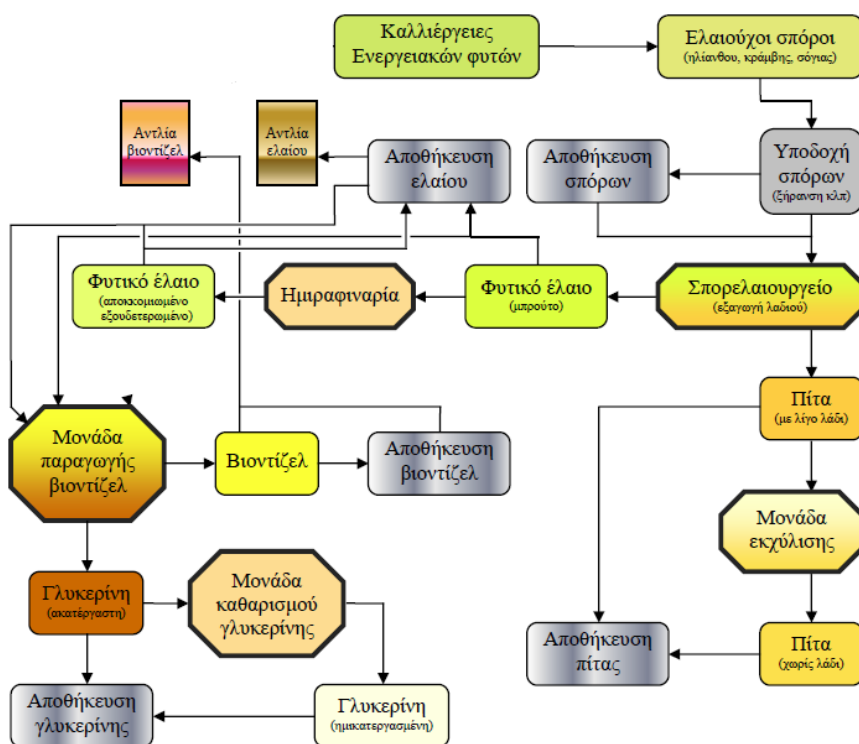 Καλλιέργειες
Ενεργειακών φυτών
Ελαιούχοι σπόροι
(ηλίανθου, κράμβης, σόγιας)
Αντλία
βιοντίζελ
Αντλία
ελαίου
Αποθήκευση
ελαίου
Αποθήκευση
σπόρων
Υποδοχή
σπόρων
(ξήρανση κλπ)
Φυτικό έλαιο
(αποκκομιωμένο
εξουδετερωμένο)
Ημιραφιναρία
Φυτικό έλαιο
(μπρούτο)
Σπορελαιουργείο
(εξαγωγή λαδιού)
Πίτα
(με λίγο λάδι)
Μονάδα
παραγωγής
βιοντίζελ
Βιοντίζελ
Αποθήκευση
βιοντίζελ
Μονάδα
εκχύλισης
Γλυκερίνη
(ακατέργαστη)
Μονάδα
καθαρισμού
γλυκερίνης
Αποθήκευση
πίτας
Πίτα
(χωρίς λάδι)
Αποθήκευση
γλυκερίνης
Γλυκερίνη
(ημικατεργασμένη)